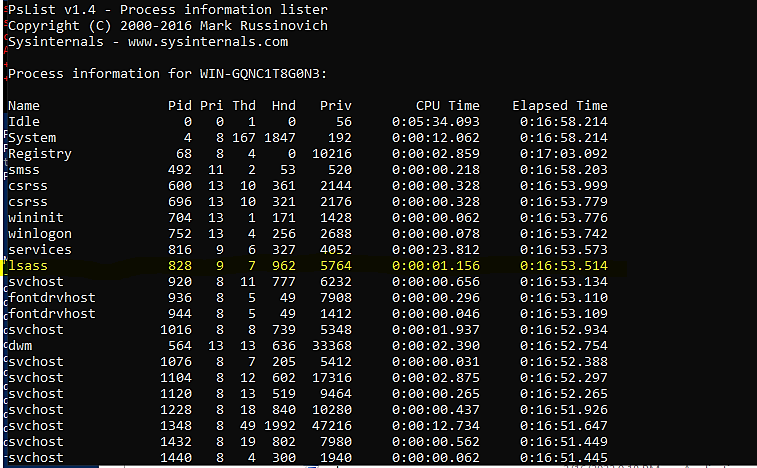 PsList v1.4 - Process information lister
Copyright (C) 2000-2016 Mark Russinovich
Sysinternals - www.sysinternals.com
Process information for WIN-GQNC1T8G0N3:
Name Pid Pri Thd Hnd Priv CPU Time Elapsed Time
Idle 0 0 1 0 56 0:05:34.093 0:16:58.214
System 4 8 167 1847 192 0:00:12.062 0:16:58.214
Registry 68 8 4 0 10216 0:00:02.859 0:17:03.092
smss 492 11 2 53 520 0:00:00.218 0:16:58.203
csrss 600 13 10 361 2144 0:00:00.328 0:16:53.999
csrss 696 13 10 321 2176 0:00:00.328 0:16:53.779
wininit 704 13 1 171 1428 0:00:00.062 0:16:53.776
winlogon 752 13 4 256 2688 0:00:00.078 0:16:53.742
services 816 9 6 327 4052 0:00:23.812 0:16:53.573
lsass 828 9 7 962 5764 0:00:01.156 0:16:53.514
svchost 920 8 11 777 6232 0:00:00.656 0:16:53.134
fontdrvhost 936 8 5 49 7908 0:00:00.296 0:16:53.110
fontdrvhost 944 8 5 49 1412 0:00:00.046 0:16:53.109
svchost 1016 8 8 739 5348 0:00:01.937 0:16:52.934
dwm 564 13 13 636 33368 0:00:02.390 0:16:52.754
svchost 1076 8 7 205 5412 0:00:00.031 0:16:52.388
svchost 1104 8 12 602 17316 0:00:02.875 0:16:52.297
svchost 1120 8 13 519 9464 0:00:00.265 0:16:52.265
svchost 1228 8 18 840 10280 0:00:00.437 0:16:51.926
svchost 1348 8 49 1992 47216 0:00:12.734 0:16:51.647
svchost 1432 8 19 802 7980 0:00:00.562 0:16:51.449
svchost 1440 8 4 300 1940 0:00:00.062 0:16:51.445